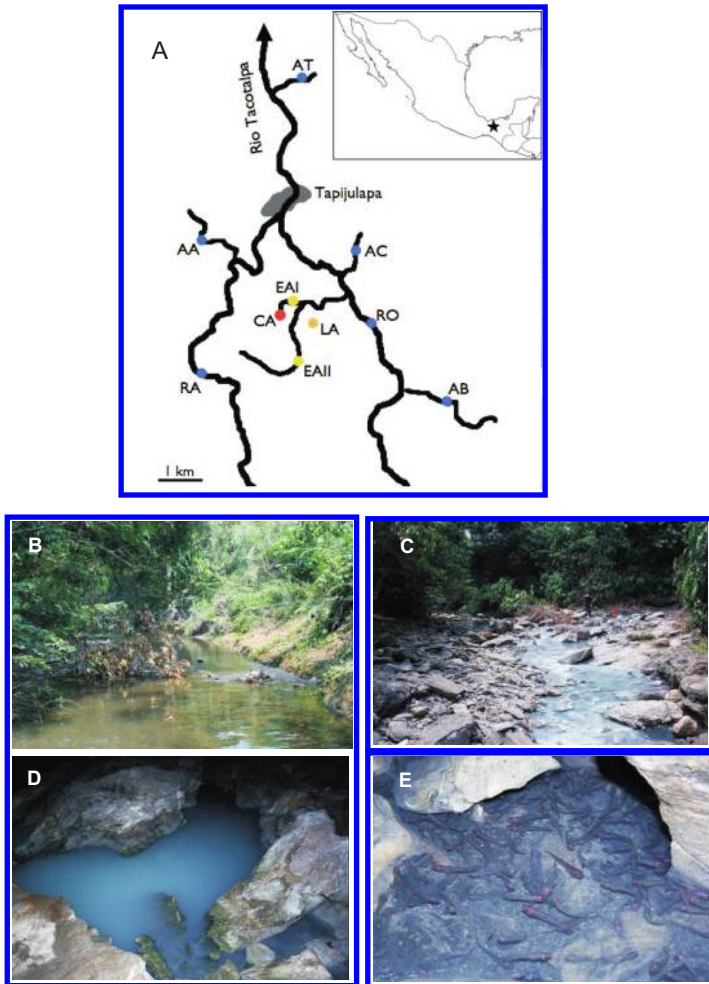 A
AT
Rio Tacotalpa
Tapijulapa
AA
AC
EAI
CA
LA
RO
EAII
RA
AB
1 km
B
C
D
E